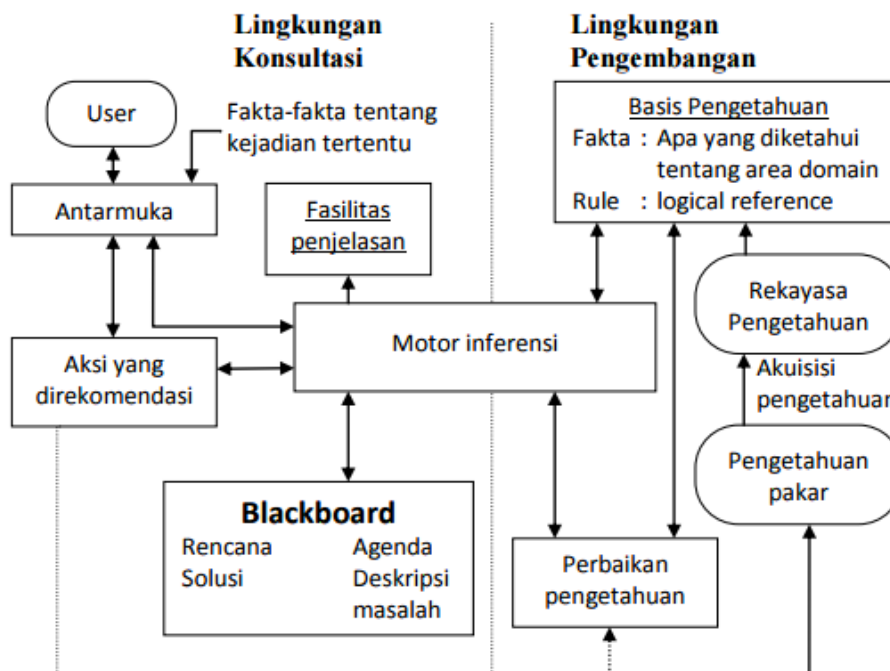 Lingkungan
Konsultasi
Lingkungan
Pengembangan
User
Fakta-fakta tentang
kejadian tertentu
Basis Pengetahuan
Fakta : Apa yang diketahui
tentang area domain
Rule : logical reference
Antarmuka
Fasilitas
penjelasan
Rekayasa
Pengetahuan
Motor inferensi
Aksi yang
direkomendasi
Akuisisi
pengetahuan
Pengetahuan
pakar
Blackboard
Rencana Agenda
Solusi Deskripsi
masalah
Perbaikan
pengetahuan